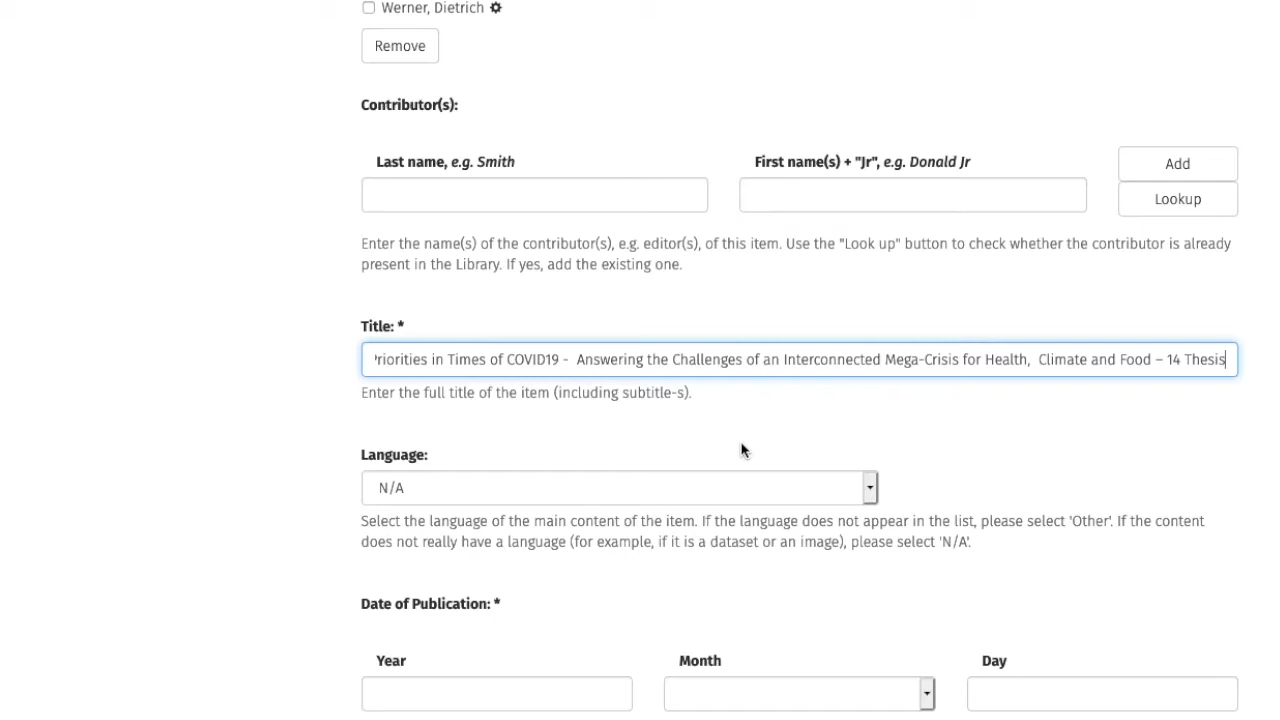 Werner, Dietrich
Remove
Contributor(s):
Last name, e.g. Smith
First name(s) + "Jr", e.g. Donald Jr
Add
Lookup
Enter the name(s) of the contributor(s), e.g. editor(s), of this item. Use the "Look up" button to check whether the contributor is already
present in the Library. If yes, add the existing one.
Title: *
riorities in Times of COVID19 - Answering the Challenges of an Interconnected Mega-Crisis for Health, Climate and Food – 14 Thesis
Enter the full title of the item (including subtitle-s).
Language:
N/A
Select the language of the main content of the item. If the language does not appear in the list, please select 'Other'. If the content
does not really have a language (for example, if it is a dataset or an image), please select 'N/A'.
Date of Publication: *
Year
Month
Day